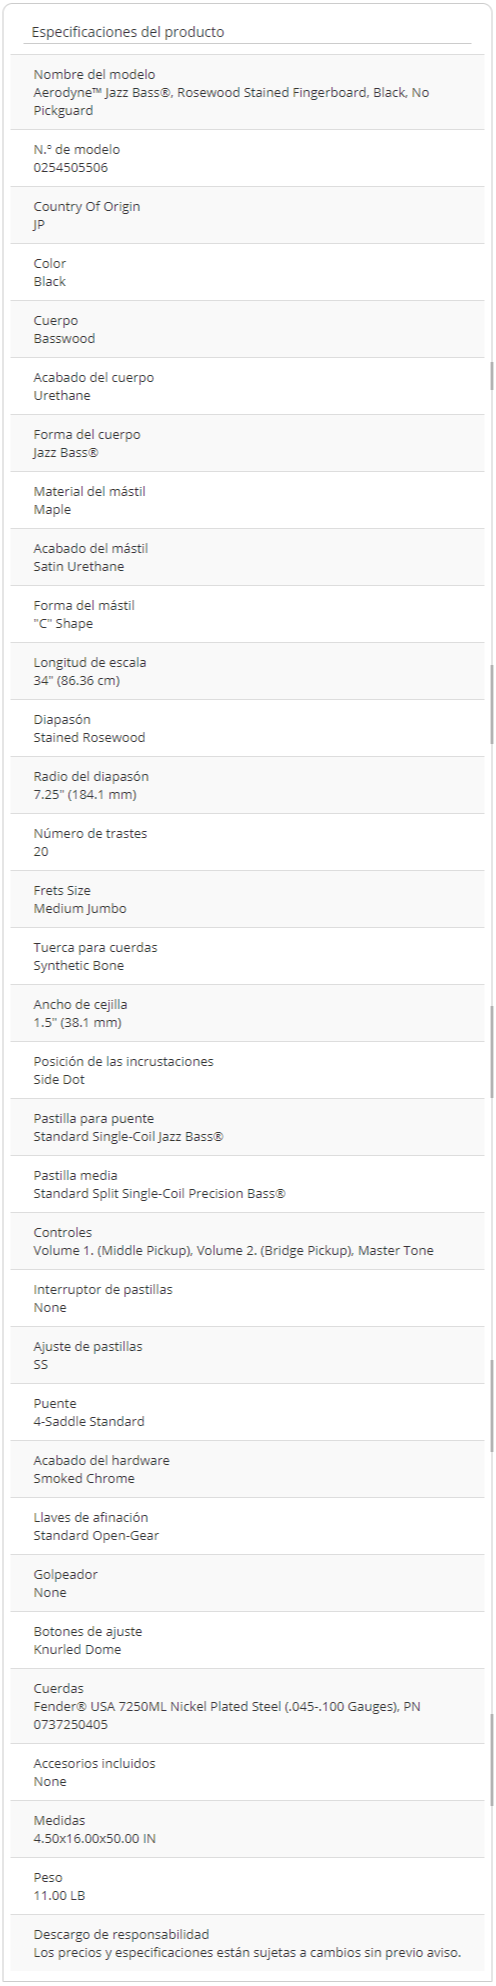 Especificaciones del producto
Nombre del modelo
Aerodyne™ Jazz Bass®, Rosewood Stained Fingerboard, Black, No
Pickguard
N.º de modelo
0254505506
Country Of Origin
JP
Color
Black
Cuerpo
Basswood
Acabado del cuerpo
Urethane
Forma del cuerpo
Jazz Bass®
Material del mástil
Maple
Acabado del mástil
Satin Urethane
Forma del mástil
"C" Shape
Longitud de escala
34" (86.36 cm)
Diapasón
Stained Rosewood
Radio del diapasón
7.25" (184.1 mm)
Número de trastes
20
Frets Size
Medium Jumbo
Tuerca para cuerdas
Synthetic Bone
Ancho de cejilla
1.5" (38.1 mm)
Posición de las incrustaciones
Side Dot
Pastilla para puente
Standard Single-Coil Jazz Bass®
Pastilla media
Standard Split Single-Coil Precision Bass®
Controles
Volume 1. (Middle Pickup), Volume 2. (Bridge Pickup), Master Tone
Interruptor de pastillas
None
Ajuste de pastillas
SS
Puente
4-Saddle Standard
Acabado del hardware
Smoked Chrome
Llaves de afinación
Standard Open-Gear
Golpeador
None
Botones de ajuste
Knurled Dome
Cuerdas
Fender® USA 7250ML Nickel Plated Steel (.045-.100 Gauges), PN
0737250405
Accesorios incluidos
None
Medidas
4.50x16.00x50.00 IN
Peso
11.00 LB
Descargo de responsabilidad
Los precios y especificaciones están sujetas a cambios sin previo aviso.